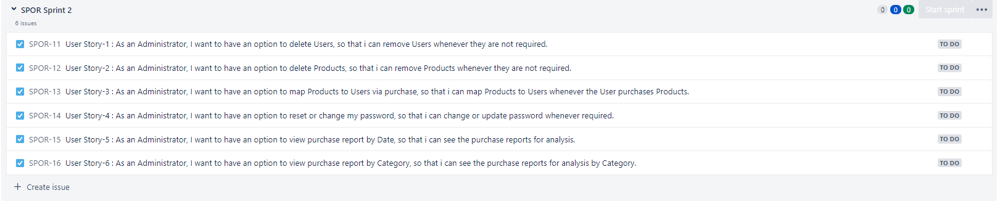 SPOR Sprint 2 0 0 0 Start sprint
6 issues
SPOR-11 User Story-1 : As an Administrator, I want to have an option to delete Users, so that i can remove Users whenever they are not required. TO DO
SPOR-12 User Story-2 : As an Administrator, I want to have an option to delete Products, so that i can remove Products whenever they are not required. TO DO
SPOR-13 User Story-3 : As an Administrator, I want to have an option to map Products to Users via purchase, so that i can map Products to Users whenever the User purchases Products. TO DO
SPOR-14 User Story-4 : As an Administrator, I want to have an option to reset or change my password, so that i can change or update password whenever required. TO DO
SPOR-15 User Story-5 : As an Administrator, I want to have an option to view purchase report by Date, so that i can see the purchase reports for analysis. TO DO
SPOR-16 User Story-6 : As an Administrator, I want to have an option to view purchase report by Category, so that i can see the purchase reports for analysis by Category. TO DO
+ Create issue